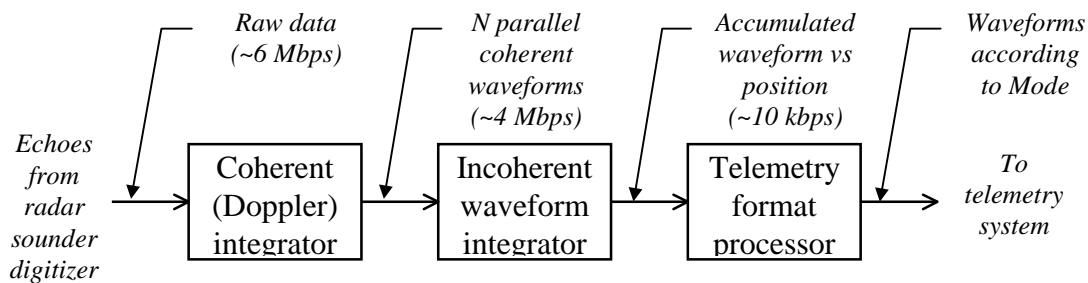 Raw data
(~6 Mbps)
N parallel
coherent
waveforms
(~4 Mbps)
Accumulated
waveform vs
position
(~10 kbps)
Waveforms
according
to Mode
Echoes
from
radar
sounder
digitizer
Coherent
(Doppler)
integrator
Incoherent
waveform
integrator
Telemetry
format
processor
To
telemetry
system